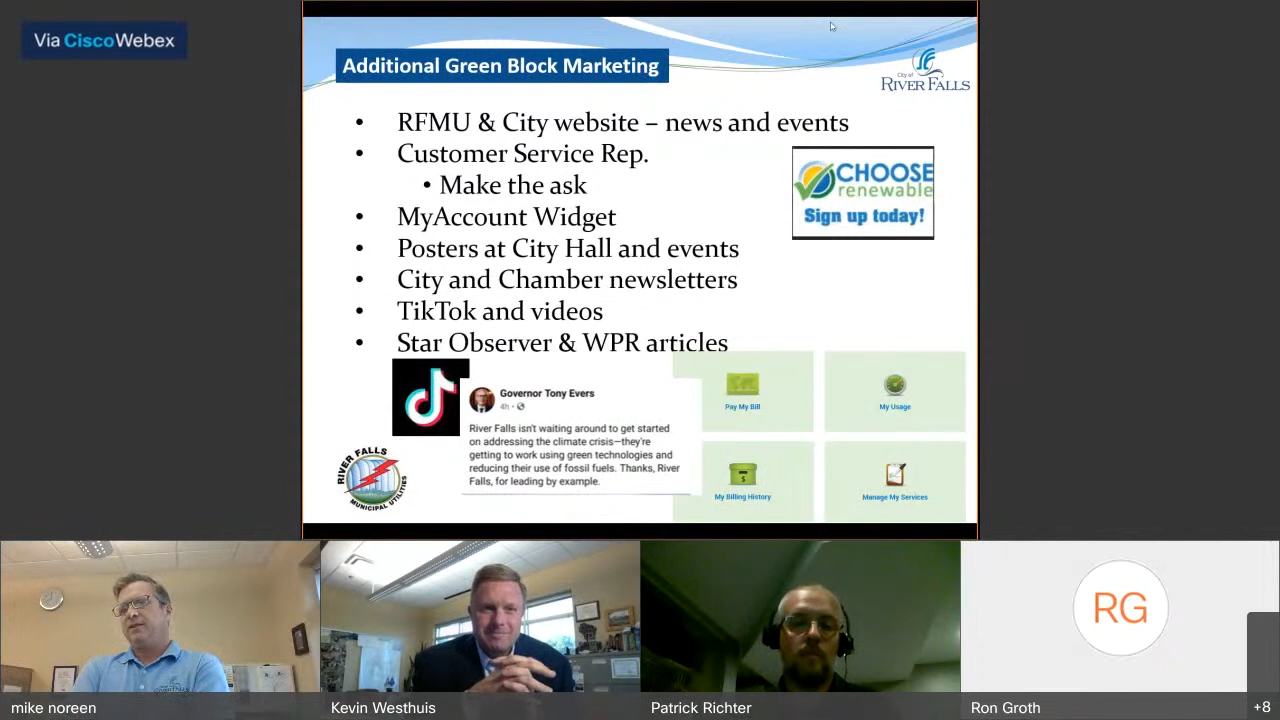 Via Cisco Webex
Additional Green Block Marketing
City of
RIVER FALLS
• RFMU & City website – news and events
• Customer Service Rep.
• Make the ask
• MyAccount Widget
• Posters at City Hall and events
• City and Chamber newsletters
• TikTok and videos
• Star Observer & WPR articles
CHOOSE
renewable
Sign up today!
Governor Tony Evers
4h •
River Falls isn't waiting around to get started
on addressing the climate crisis—they're
getting to work using green technologies and
reducing their use of fossil fuels. Thanks, River
Falls, for leading by example.
Pay My Bill
My Usage
My Billing History
Manage My Services
RIVER FALLS
MUNICIPAL UTILITIES
RIVER FALLS
RG
mike noreen
Kevin Westhuis
Patrick Richter
Ron Groth
+8